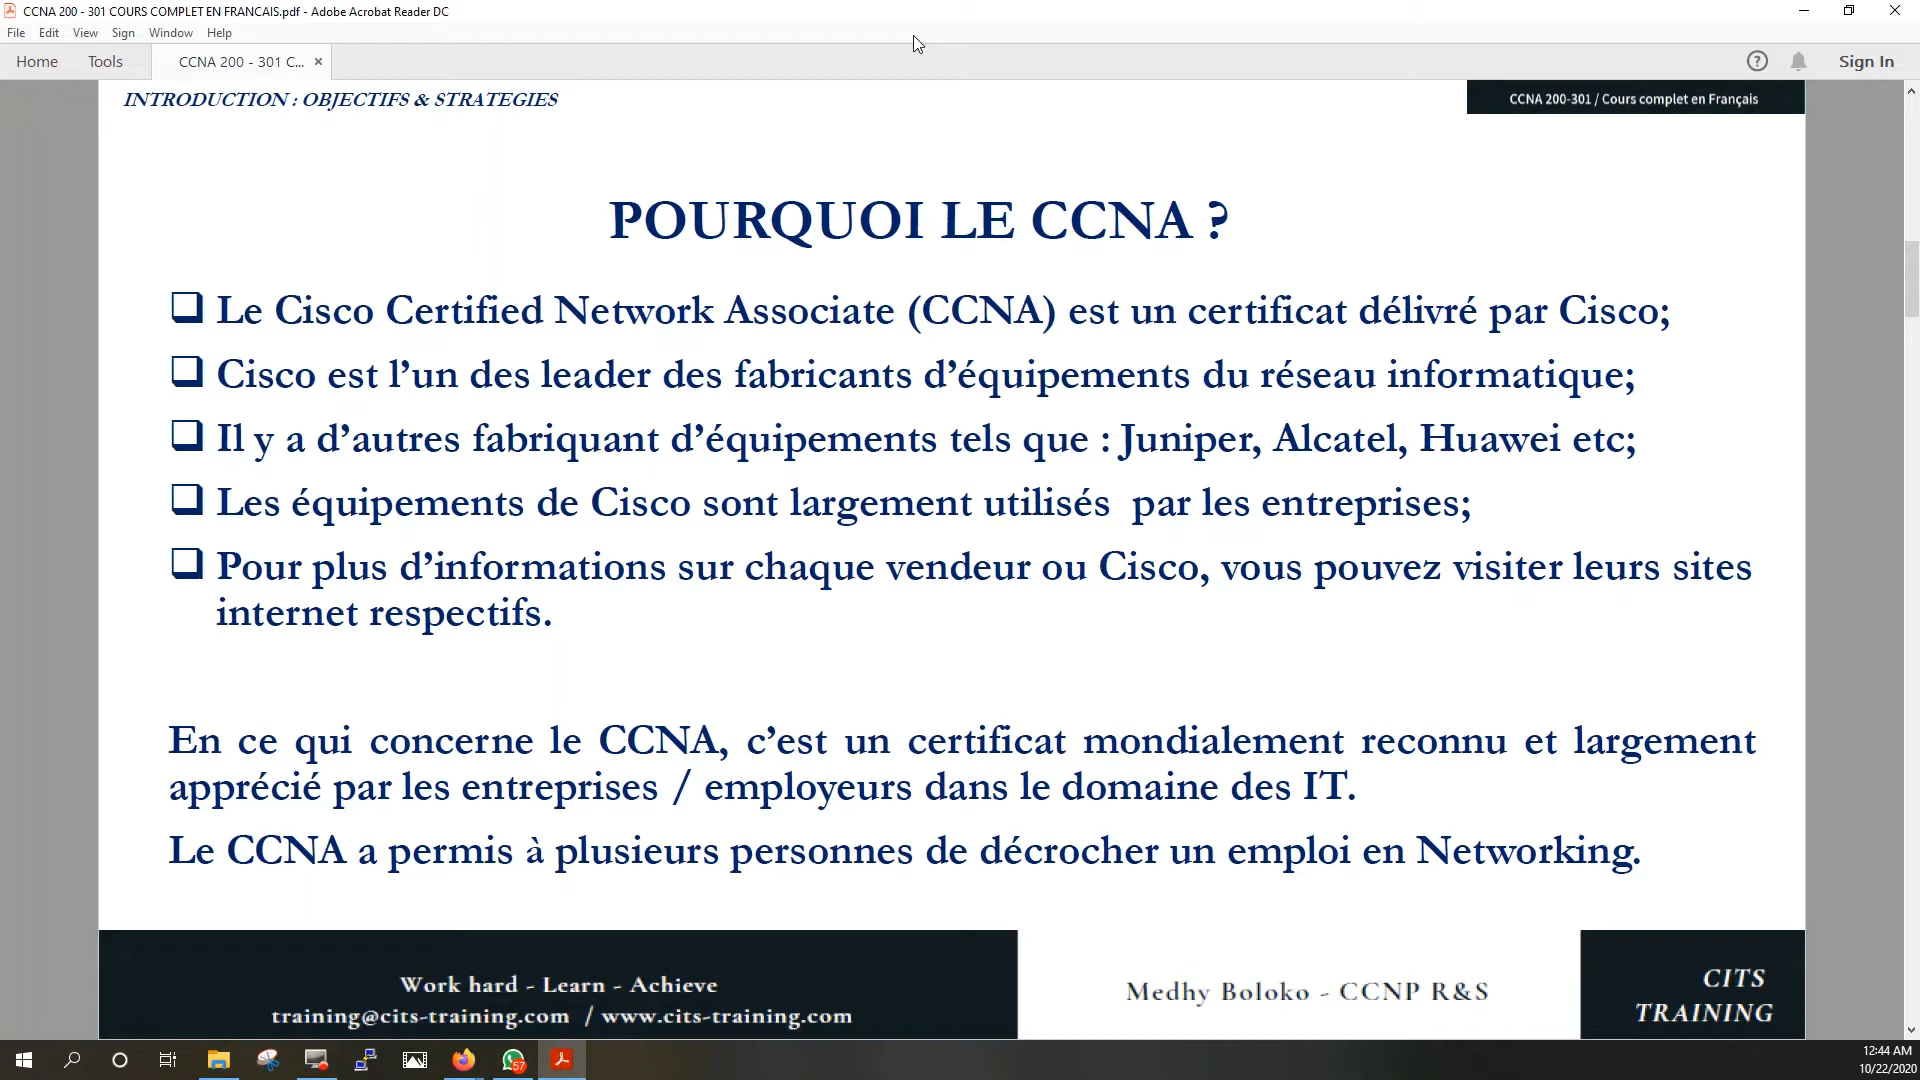 CCNA 200 - 301 COURS COMPLET EN FRANCAIS.pdf - Adobe Acrobat Reader DC
File Edit View Sign Window Help
Home Tools CCNA 200 - 301 C... Sign In
INTRODUCTION : OBJECTIFS & STRATEGIES
CCNA 200-301 / Cours complet en Français
POURQUOI LE CCNA ?
Le Cisco Certified Network Associate (CCNA) est un certificat délivré par Cisco;
Cisco est l’un des leader des fabricants d’équipements du réseau informatique;
Il y a d’autres fabriquant d’équipements tels que : Juniper, Alcatel, Huawei etc;
Les équipements de Cisco sont largement utilisés par les entreprises;
Pour plus d’informations sur chaque vendeur ou Cisco, vous pouvez visiter leurs sites
internet respectifs.
En ce qui concerne le CCNA, c’est un certificat mondialement reconnu et largement
apprécié par les entreprises / employeurs dans le domaine des IT.
Le CCNA a permis à plusieurs personnes de décrocher un emploi en Networking.
Work hard - Learn - Achieve
training@cits-training.com / www.cits-training.com
Medhy Boloko - CCNP R&S
CITS
TRAINING
57
12:44 AM
10/22/2020